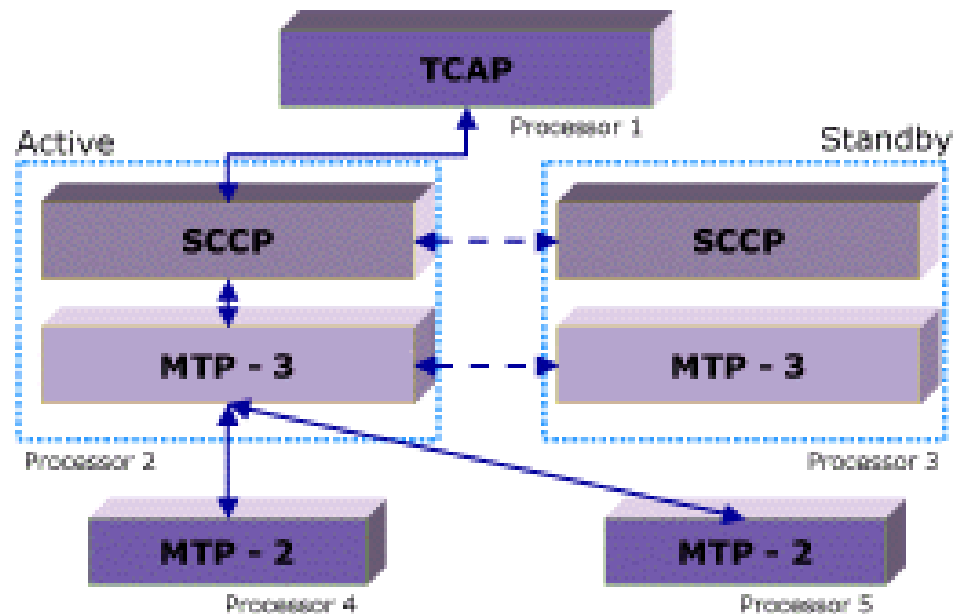 TCAP
Processor 1
Active
Standby
SCCP
SCCP
MTP - 3
MTP - 3
Processor 2
Processor 3
MTP - 2
MTP - 2
Processor 4
Processor 5